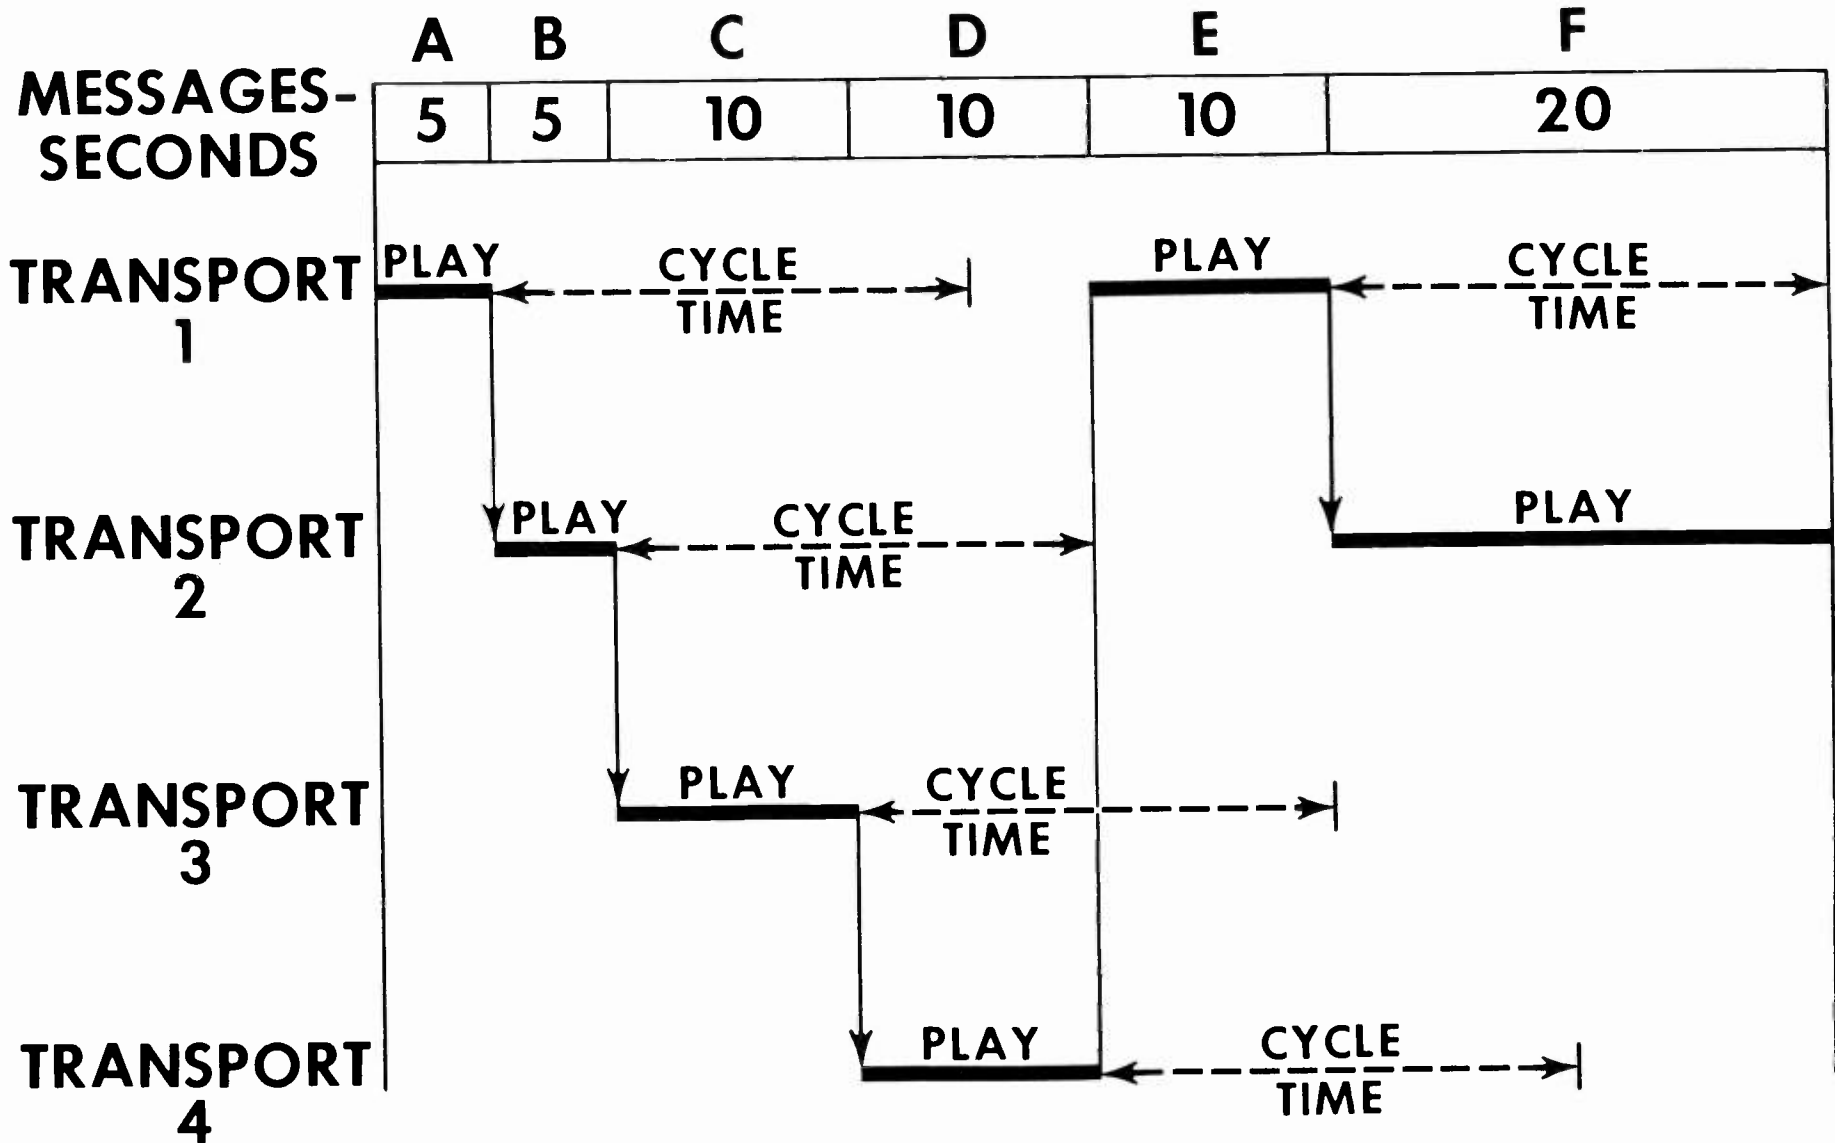 A B C D E F
MESSAGES-
SECONDS
5 5 10 10 10 20
TRANSPORT
1
PLAY
CYCLE
TIME
PLAY
CYCLE
TIME
TRANSPORT
2
PLAY
CYCLE
TIME
PLAY
TRANSPORT
3
PLAY
CYCLE
TIME
TRANSPORT
4
PLAY
CYCLE
TIME